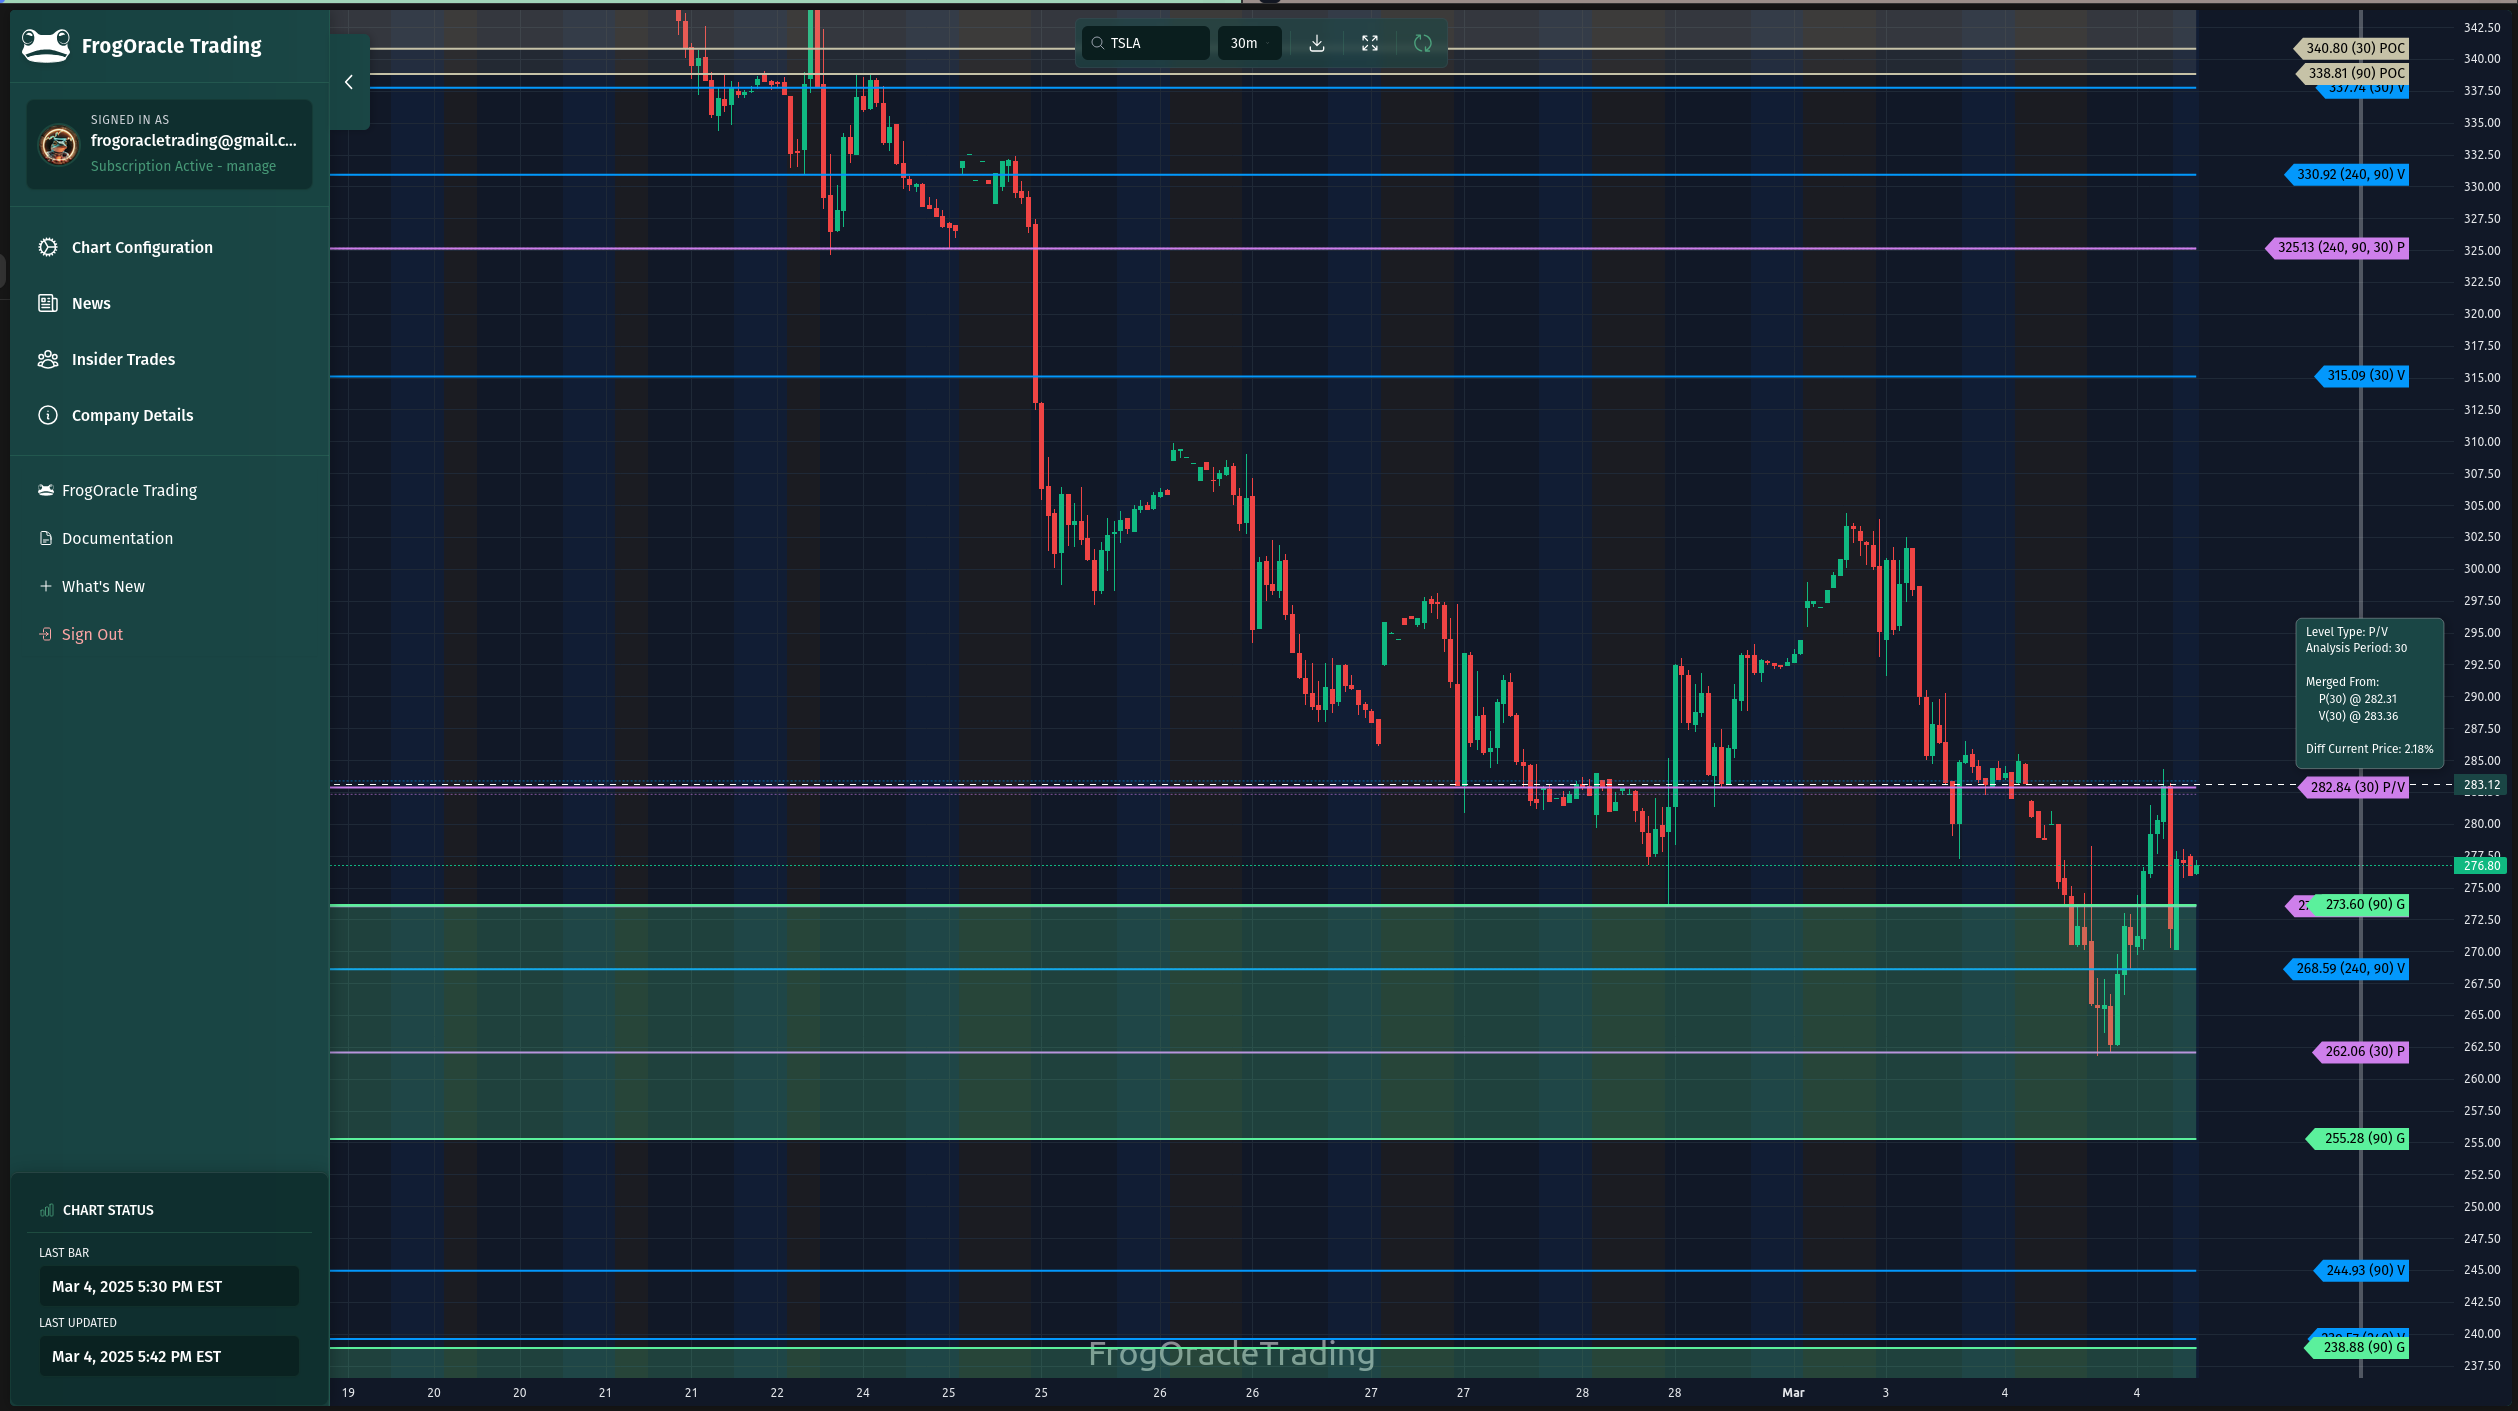 FrogOracle Trading
SIGNED IN AS
frogoracletrading@gmail.c...
Subscription Active - manage
Chart Configuration
News
Insider Trades
Company Details
FrogOracle Trading
Documentation
What's New
Sign Out
CHART STATUS
LAST BAR
Mar 4, 2025 5:30 PM EST
LAST UPDATED
Mar 4, 2025 5:42 PM EST
TSLA
30m
340.80 (30) POC
338.81 (90) POC
337.74 (30) V
330.92 (240, 90) V
325.13 (240, 90, 30) P
315.09 (30) V
Level Type: P/V
Analysis Period: 30
Merged From:
P(30) @ 282.31
V(30) @ 283.36
Diff Current Price: 2.18%
282.84 (30) P/V
273.60 (90) G
268.59 (240, 90) V
262.06 (30) P
255.28 (90) G
244.93 (90) V
238.88 (90) G
342.50
340.00
337.50
335.00
332.50
330.00
327.50
325.00
322.50
320.00
317.50
315.00
312.50
310.00
307.50
305.00
302.50
300.00
297.50
295.00
292.50
290.00
287.50
285.00
283.12
280.00
277.50
276.80
275.00
272.50
270.00
267.50
265.00
262.50
260.00
257.50
255.00
252.50
250.00
247.50
245.00
242.50
240.00
237.50
FrogOracleTrading
19 20 20 21 21 22 24 25 25 26 26 27 27 28 28 Mar 3 4 4